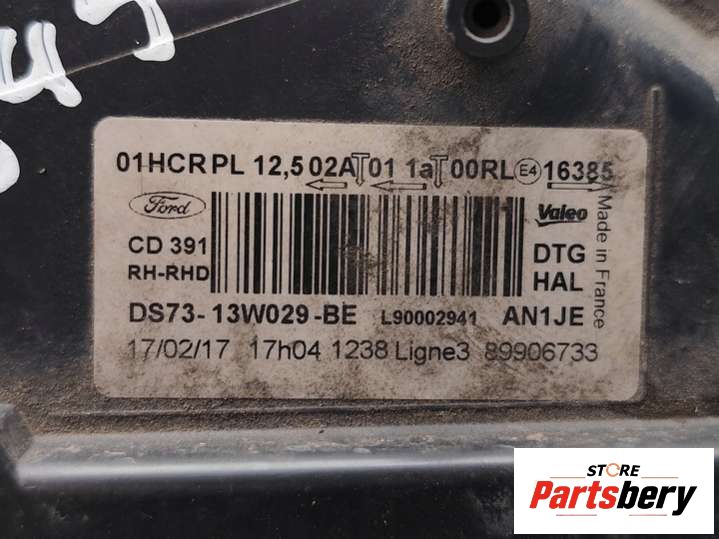 01HCRPL 12,5 02A 01 1a 00RL E4 16385
Ford
Valeo
Made in France
CD 391
DTG
RH-RHD
HAL
DS73-13W029-BE L90002941 AN1JE
17/02/17 17h04 1238 Ligne3 89906733
STORE
Partsbery